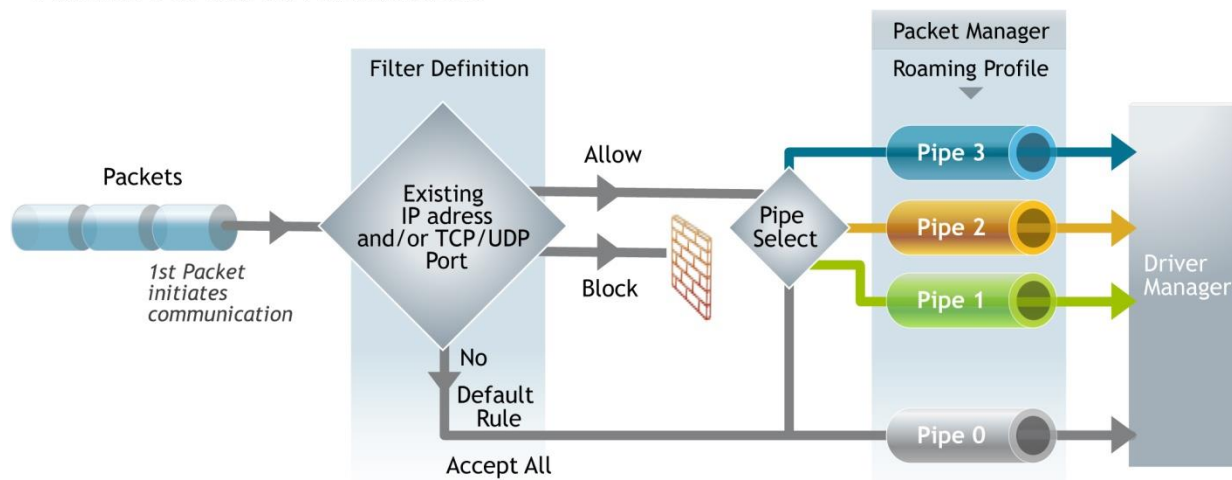 Packet Manager
Filter Definition
Roaming Profile
Packets
1st Packet
initiates
communication
Existing
IP adress
and/or TCP/UDP
Port
Allow
Block
Pipe
Select
Pipe 3
Pipe 2
Pipe 1
Driver
Manager
No
Default
Rule
Accept All
Pipe 0